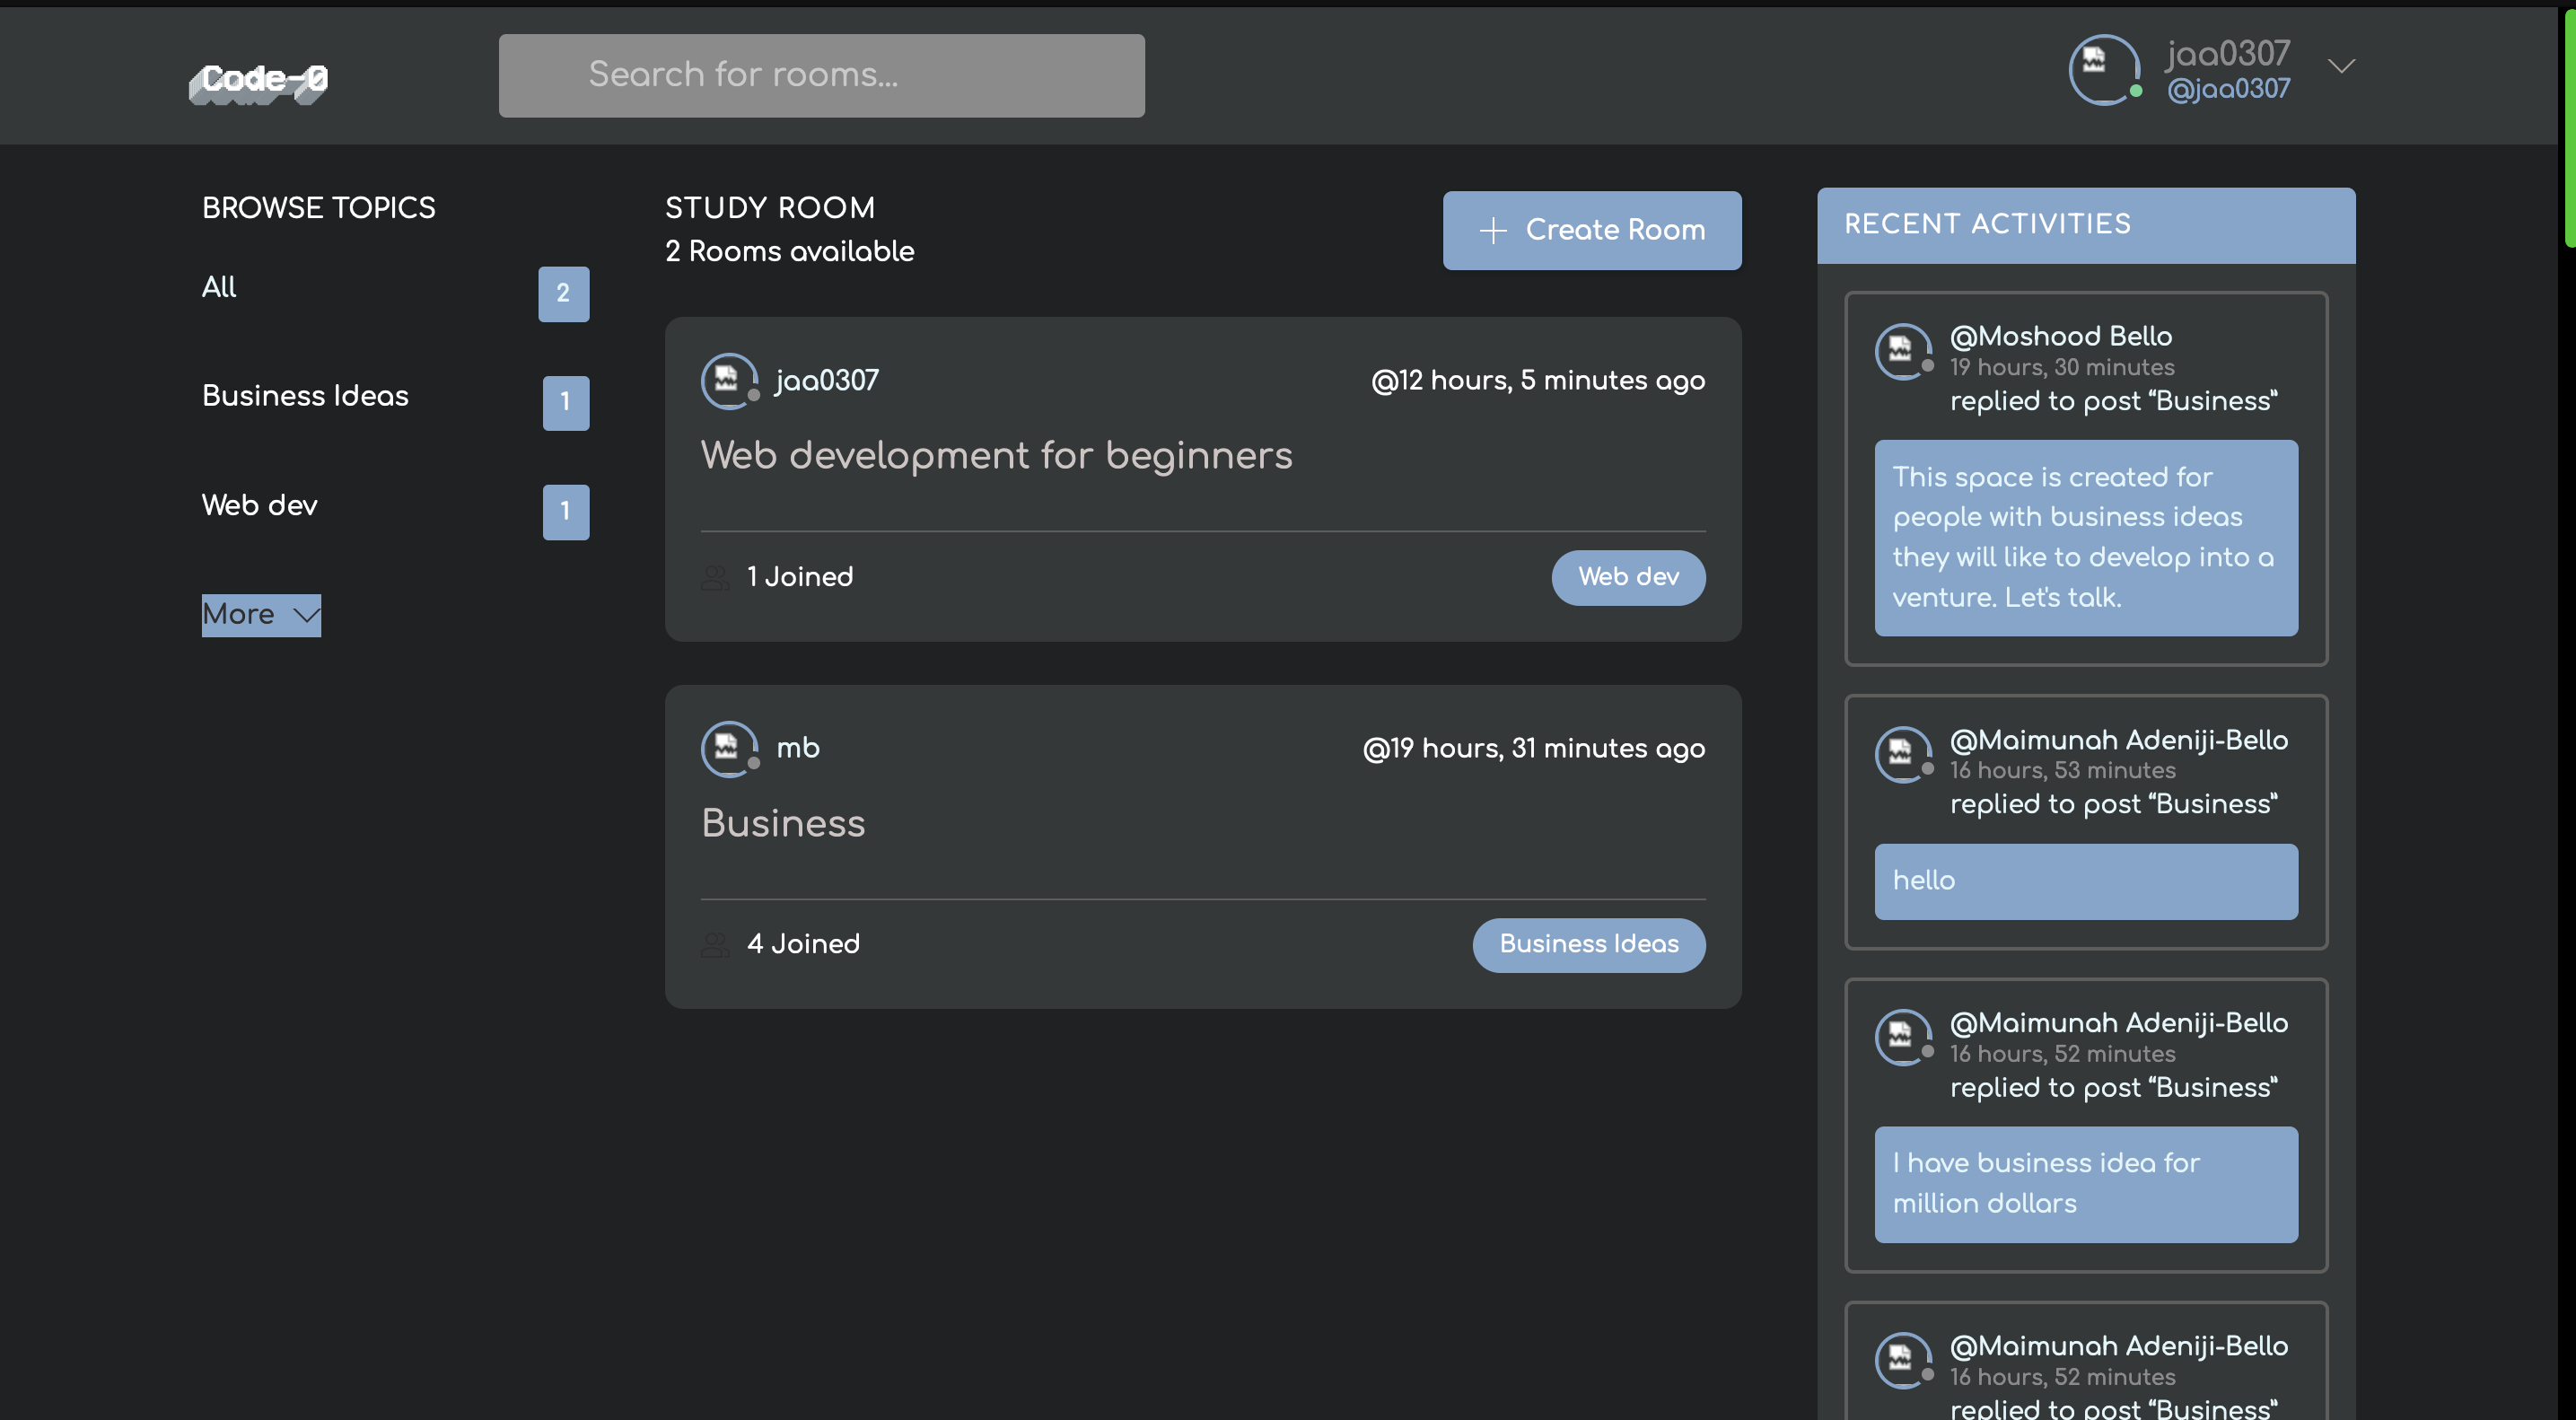 Code-0
Search for rooms...
jaa0307
@jaa0307
BROWSE TOPICS
All
2
Business Ideas
1
Web dev
1
More
STUDY ROOM
2 Rooms available
Create Room
jaa0307
@12 hours, 5 minutes ago
Web development for beginners
1 Joined
Web dev
mb
@19 hours, 31 minutes ago
Business
4 Joined
Business Ideas
RECENT ACTIVITIES
@Moshood Bello
19 hours, 30 minutes
replied to post “Business”
This space is created for
people with business ideas
they will like to develop into a
venture. Let's talk.
@Maimunah Adeniji-Bello
16 hours, 53 minutes
replied to post “Business”
hello
@Maimunah Adeniji-Bello
16 hours, 52 minutes
replied to post “Business”
I have business idea for
million dollars
@Maimunah Adeniji-Bello
16 hours, 52 minutes
replied to post “Business”